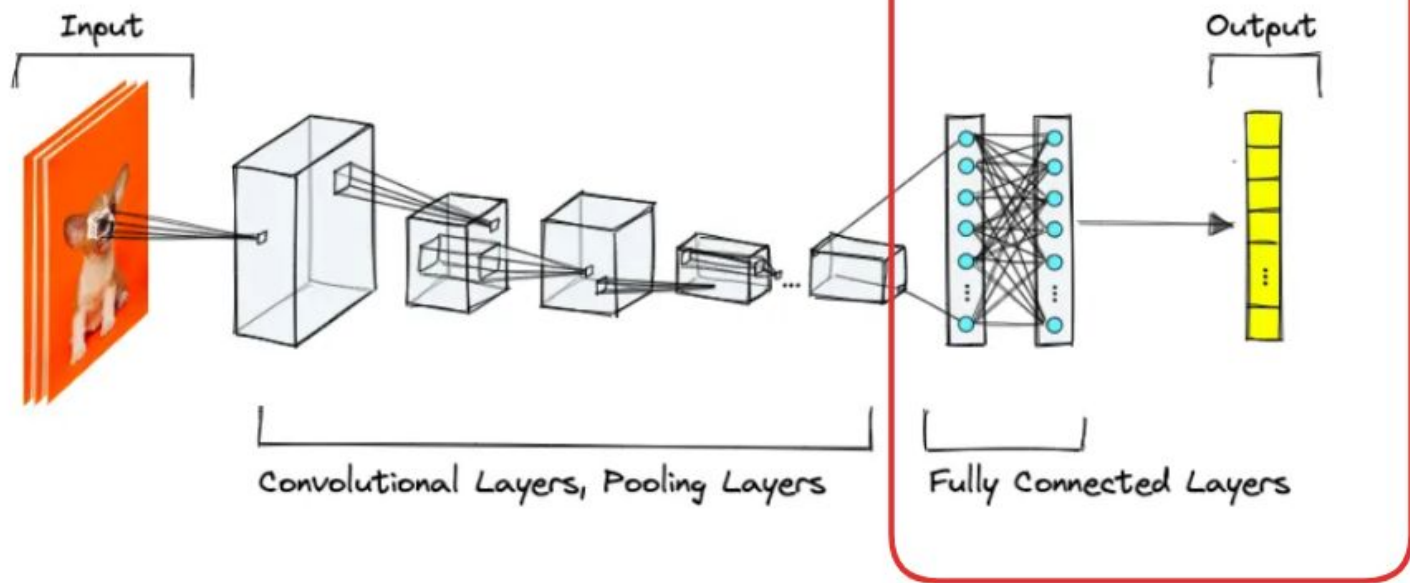 Input
Output
...
Convolutional Layers, Pooling Layers
Fully Connected Layers